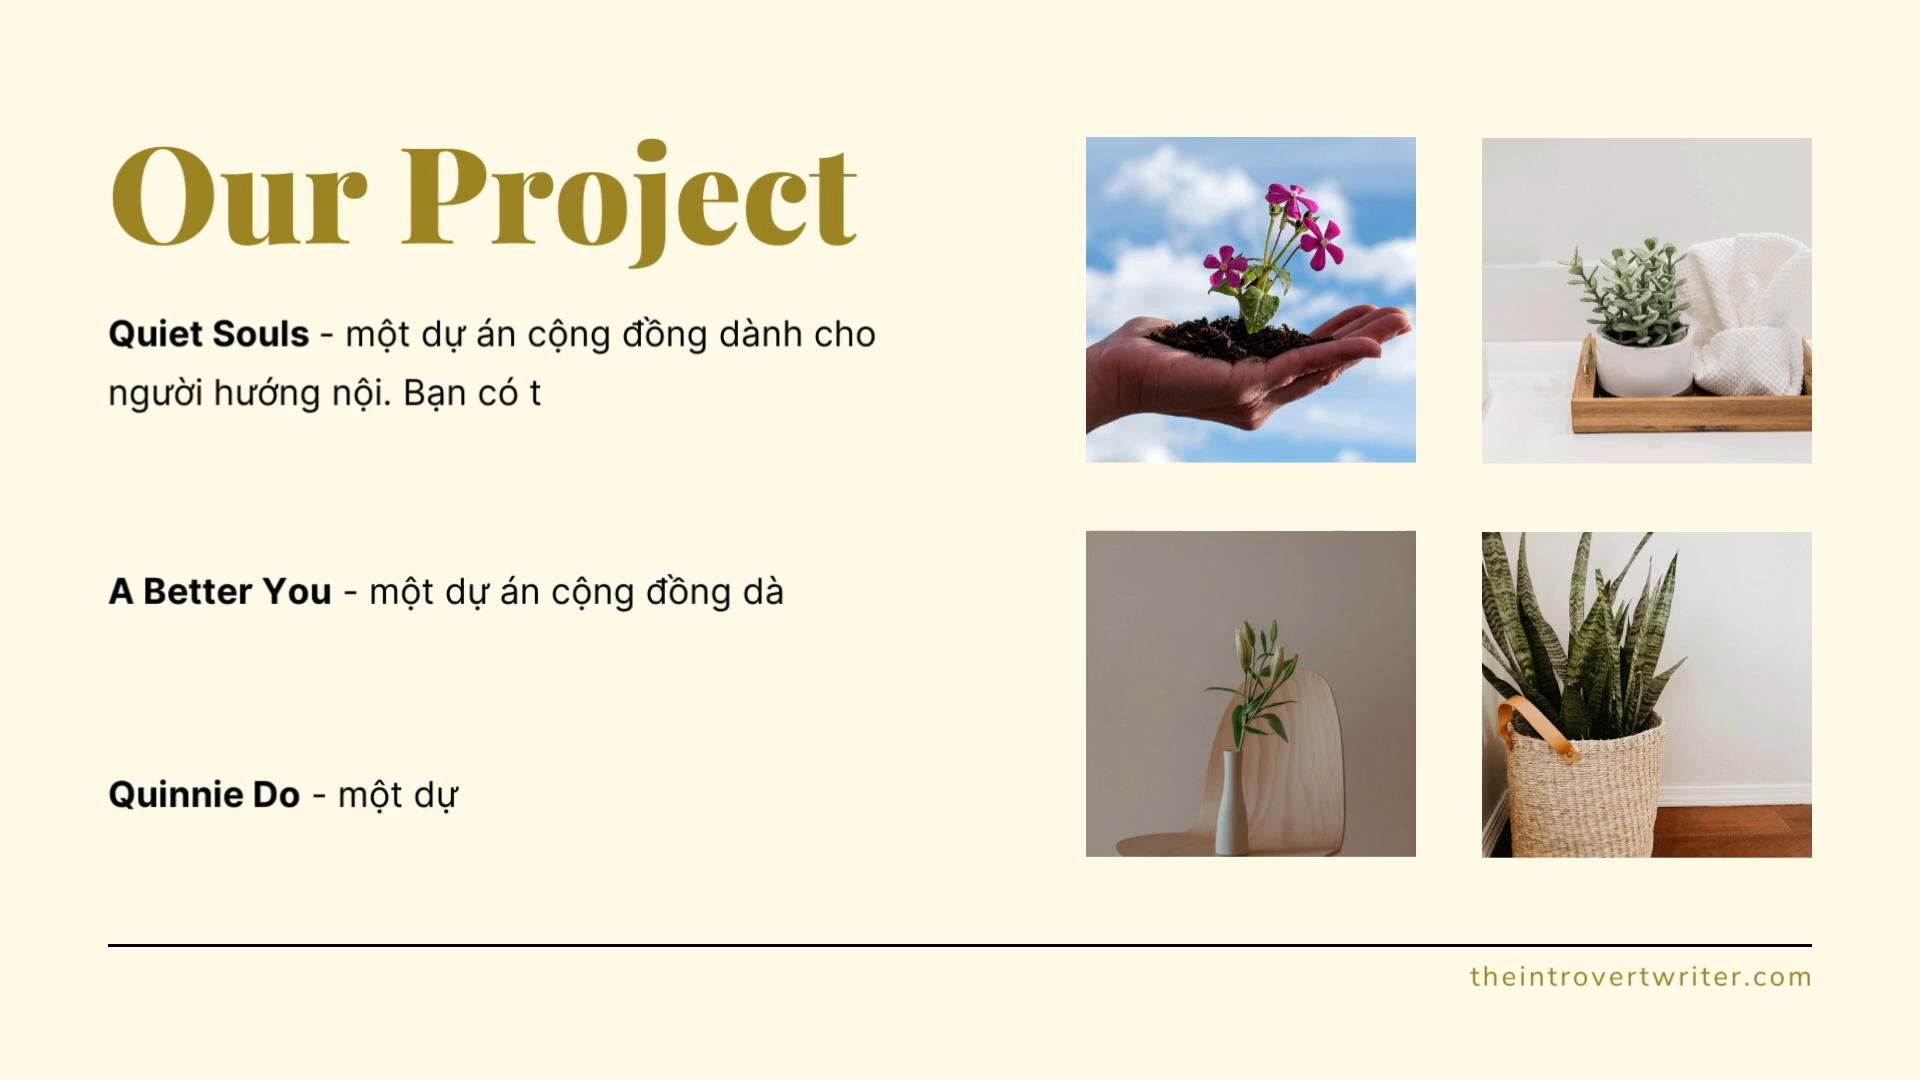 Our Project
Quiet Souls - một dự án cộng đồng dành cho
người hướng nội. Bạn có t
A Better You - một dự án cộng đồng dà
Quinnie Do - một dự
theintrovertwriter.com